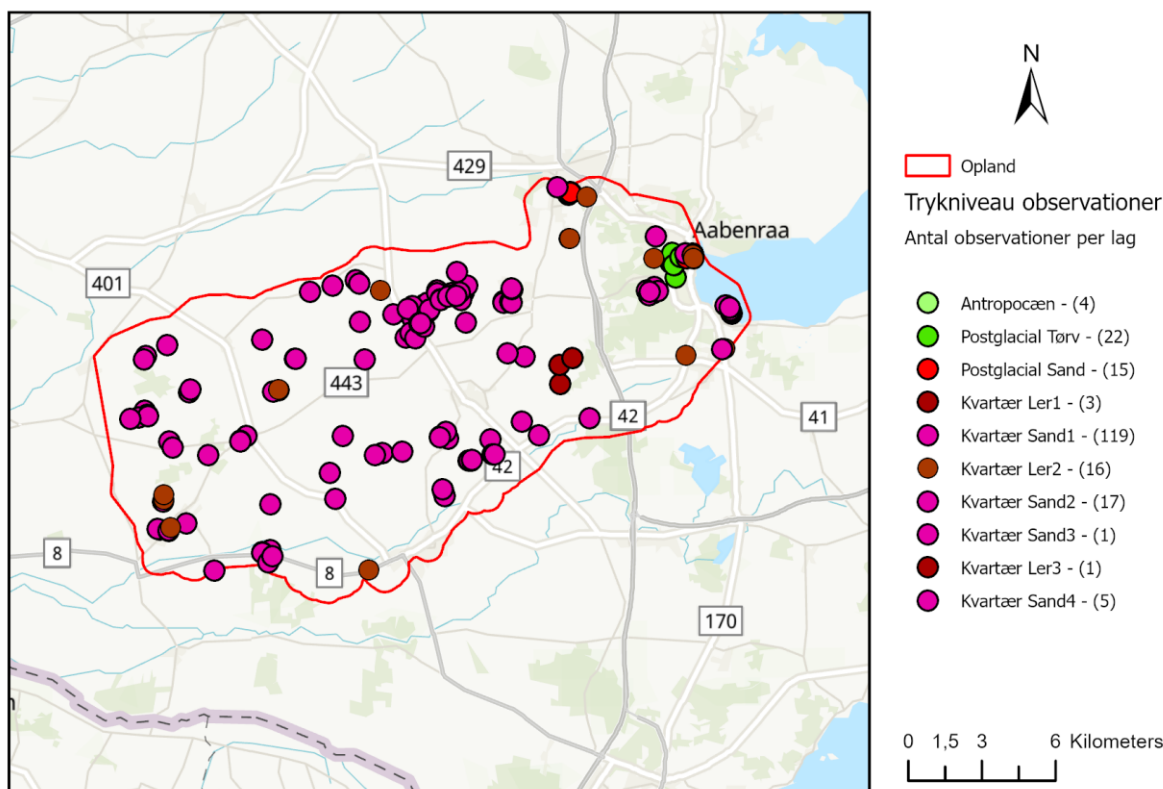 429
Aabenraa
401
443
42
41
42
8
8
170
n
N
Opland
Trykniveau observationer
Antal observationer per lag
Antropocæn - (4)
Postglacial Tørv - (22)
Postglacial Sand - (15)
Kvartær Ler1 - (3)
Kvartær Sand1 - (119)
Kvartær Ler2 - (16)
Kvartær Sand2 - (17)
Kvartær Sand3 - (1)
Kvartær Ler3 - (1)
Kvartær Sand4 - (5)
0 1,5 3 6 Kilometers